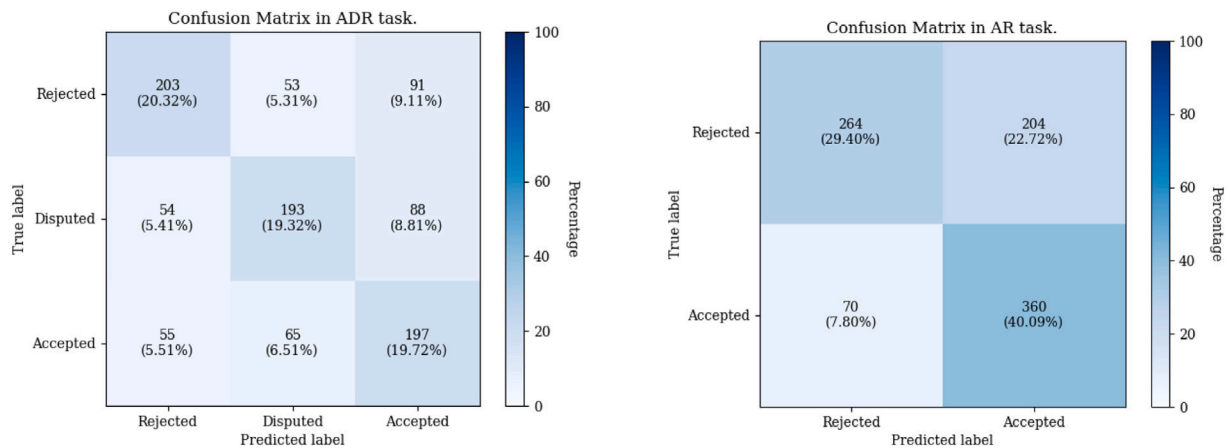 Confusion Matrix in ADR task.
100
80
60
40
20
0
Percentage
True label
Rejected
203
(20.32%)
53
(5.31%)
91
(9.11%)
Disputed
54
(5.41%)
193
(19.32%)
88
(8.81%)
Accepted
55
(5.51%)
65
(6.51%)
197
(19.72%)
Rejected
Disputed
Accepted
Predicted label
Confusion Matrix in AR task.
100
80
60
40
20
0
Percentage
True label
Rejected
264
(29.40%)
204
(22.72%)
Accepted
70
(7.80%)
360
(40.09%)
Rejected
Accepted
Predicted label